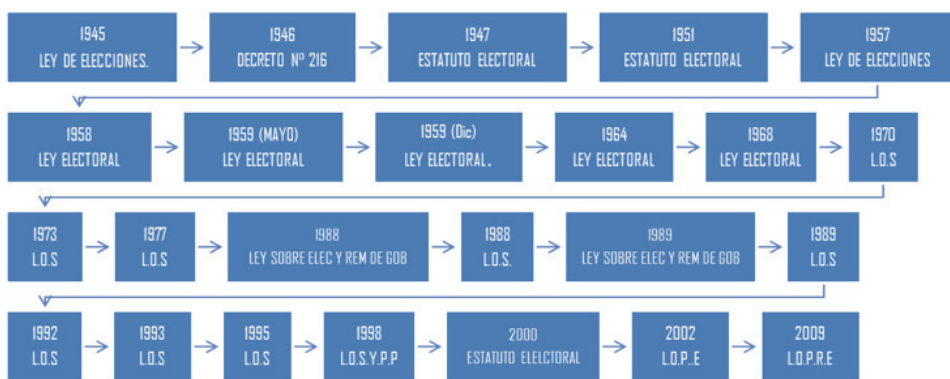 1945
LEY DE ELECCIONES.
1946
DECRETO Nº 216
1947
ESTATUTO ELECTORAL
1951
ESTATUTO ELECTORAL
1957
LEY DE ELECCIONES
1958
LEY ELECTORAL
1959 (MAYO)
LEY ELECTORAL
1959 (Dic)
LEY ELECTORAL.
1964
LEY ELECTORAL
1968
LEY ELECTORAL
1970
L.O.S
1973
L.O.S
1977
L.O.S
1988
LEY SOBRE ELEC Y REM DE GOB
1988
L.O.S.
1989
LEY SOBRE ELEC Y REM DE GOB
1989
L.O.S
1992
L.O.S
1993
L.O.S
1995
L.O.S
1998
L.O.S.Y.P.P
2000
ESTATUTO ELELCTORAL
2002
L.O.P..E
2009
L.O.P.R.E